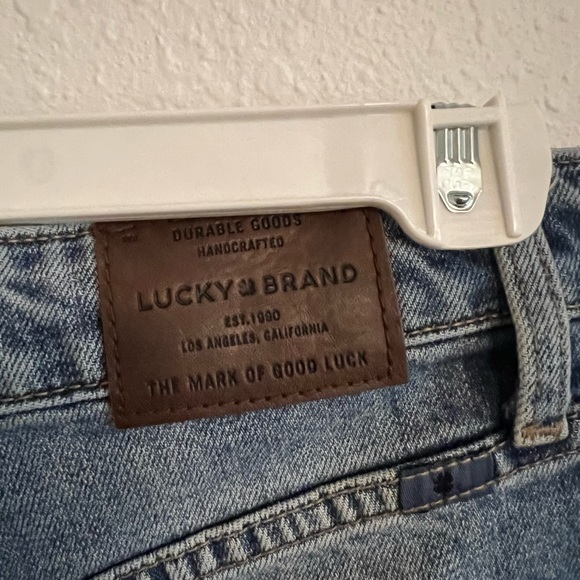 DURABLE GOODS
HANDCRAFTED
LUCKY BRAND
EST. 1990
LOS ANGELES, CALIFORNIA
THE MARK OF GOOD LUCK